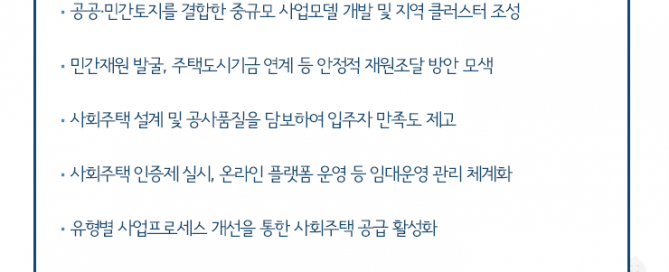 · 공공·민간토지를 결합한 중규모 사업모델 개발 및 지역 클러스터 조성
· 민간재원 발굴, 주택도시기금 연계 등 안정적 재원조달 방안 모색
· 사회주택 설계 및 공사품질을 담보하여 입주자 만족도 제고
· 사회주택 인증제 실시, 온라인 플랫폼 운영 등 임대운영 관리 체계화
· 유형별 사업프로세스 개선을 통한 사회주택 공급 활성화